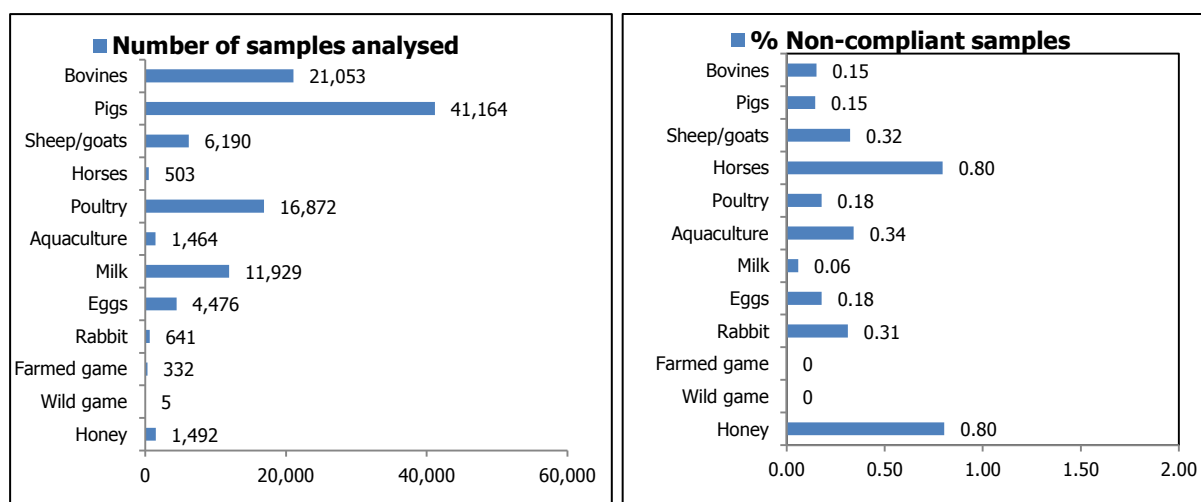 Number of samples analysed
Bovines 21,053
Pigs 41,164
Sheep/goats 6,190
Horses 503
Poultry 16,872
Aquaculture 1,464
Milk 11,929
Eggs 4,476
Rabbit 641
Farmed game 332
Wild game 5
Honey 1,492
0 20,000 40,000 60,000
% Non-compliant samples
Bovines 0.15
Pigs 0.15
Sheep/goats 0.32
Horses 0.80
Poultry 0.18
Aquaculture 0.34
Milk 0.06
Eggs 0.18
Rabbit 0.31
Farmed game 0
Wild game 0
Honey 0.80
0.00 0.50 1.00 1.50 2.00